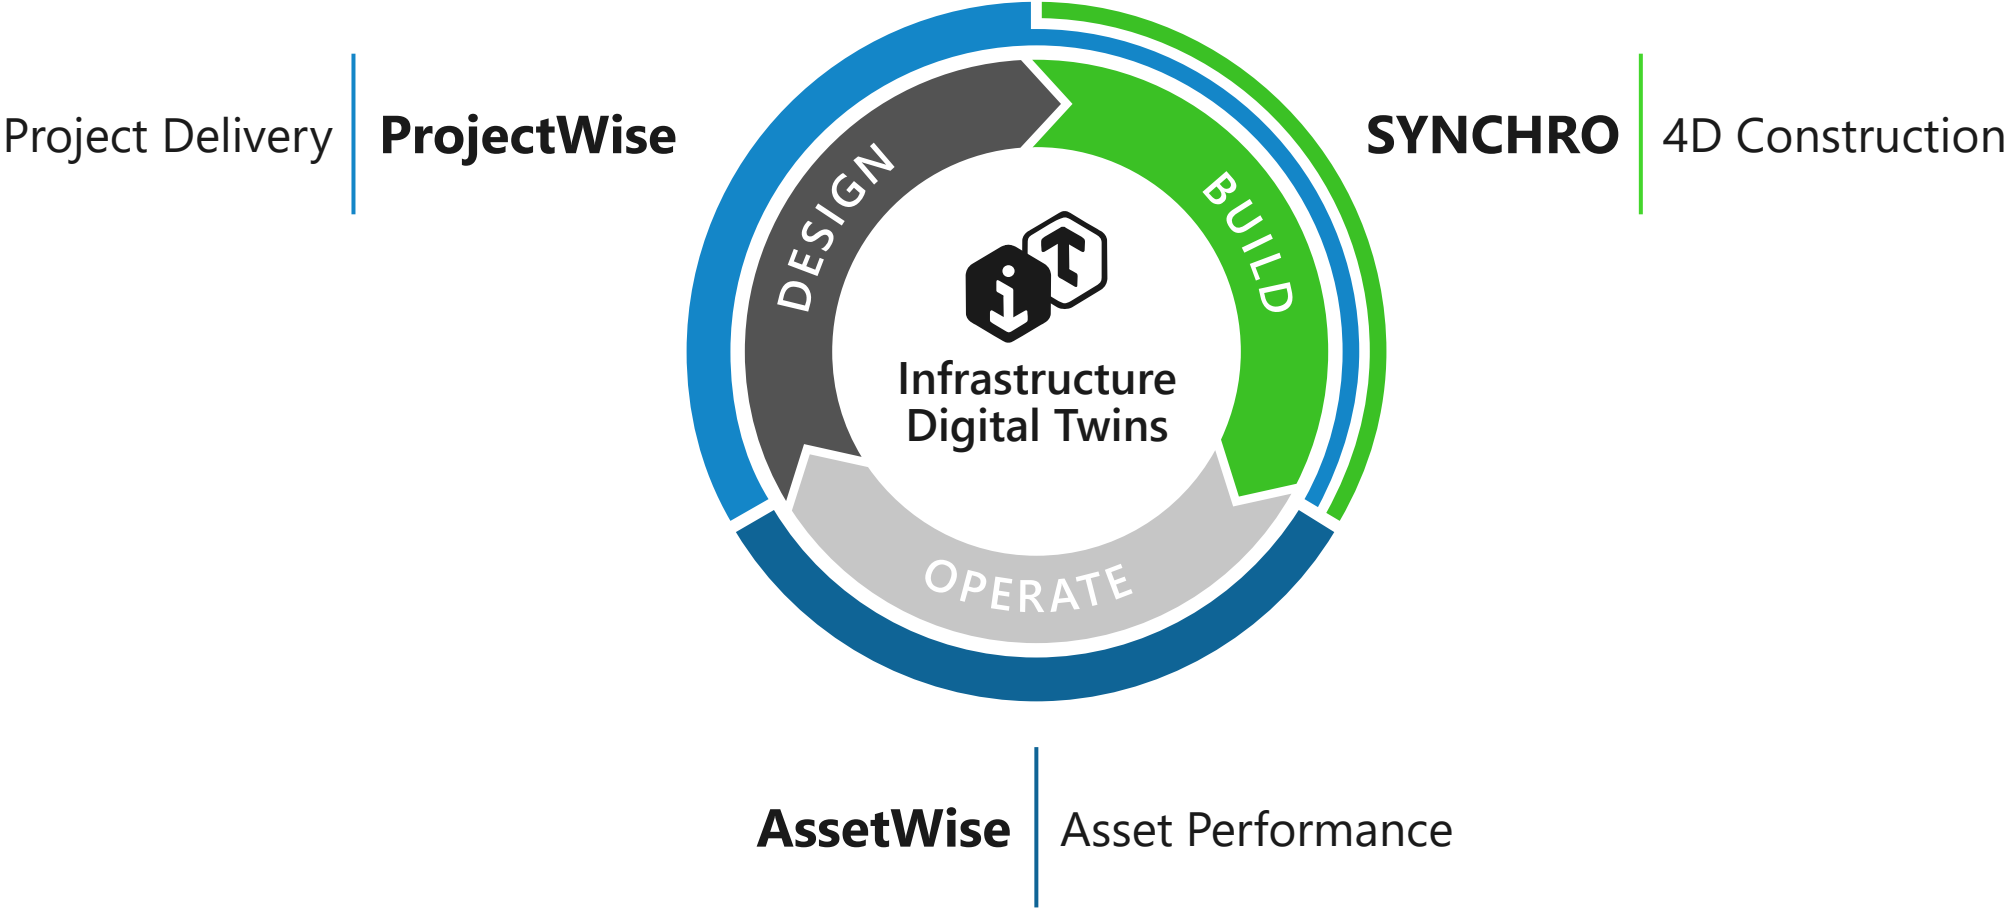 Project Delivery
ProjectWise
SYNCHRO
4D Construction
DESIGN
BUILD
Infrastructure
Digital Twins
OPERATE
AssetWise
Asset Performance